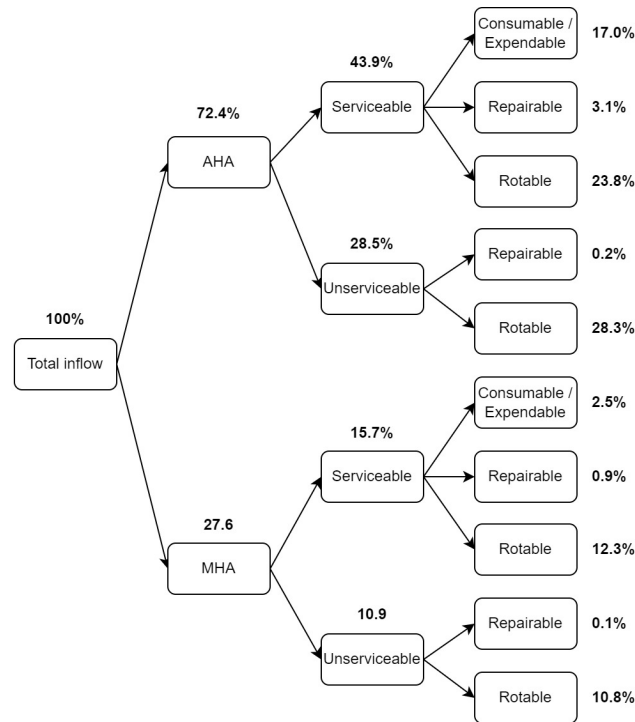 Consumable /
Expendable
17.0%
43.9%
Serviceable
Repairable
3.1%
72.4%
AHA
Rotable
23.8%
28.5%
Unserviceable
Repairable
0.2%
100%
Total inflow
Rotable
28.3%
Consumable /
Expendable
2.5%
15.7%
Serviceable
Repairable
0.9%
27.6
MHA
Rotable
12.3%
10.9
Unserviceable
Repairable
0.1%
Rotable
10.8%